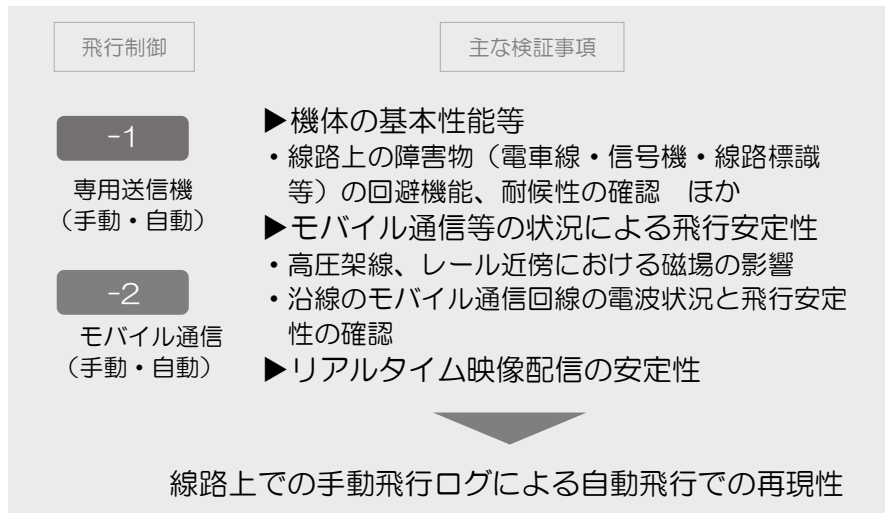 飛行制御
主な検証事項
-1
専用送信機
（手動・自動）
-2
モバイル通信
（手動・自動）
▶機体の基本性能等
・線路上の障害物（電車線・信号機・線路標識
等）の回避機能、耐候性の確認　ほか
▶モバイル通信等の状況による飛行安定性
・高圧架線、レール近傍における磁場の影響
・沿線のモバイル通信回線の電波状況と飛行安定
性の確認
▶リアルタイム映像配信の安定性
線路上での手動飛行ログによる自動飛行での再現性